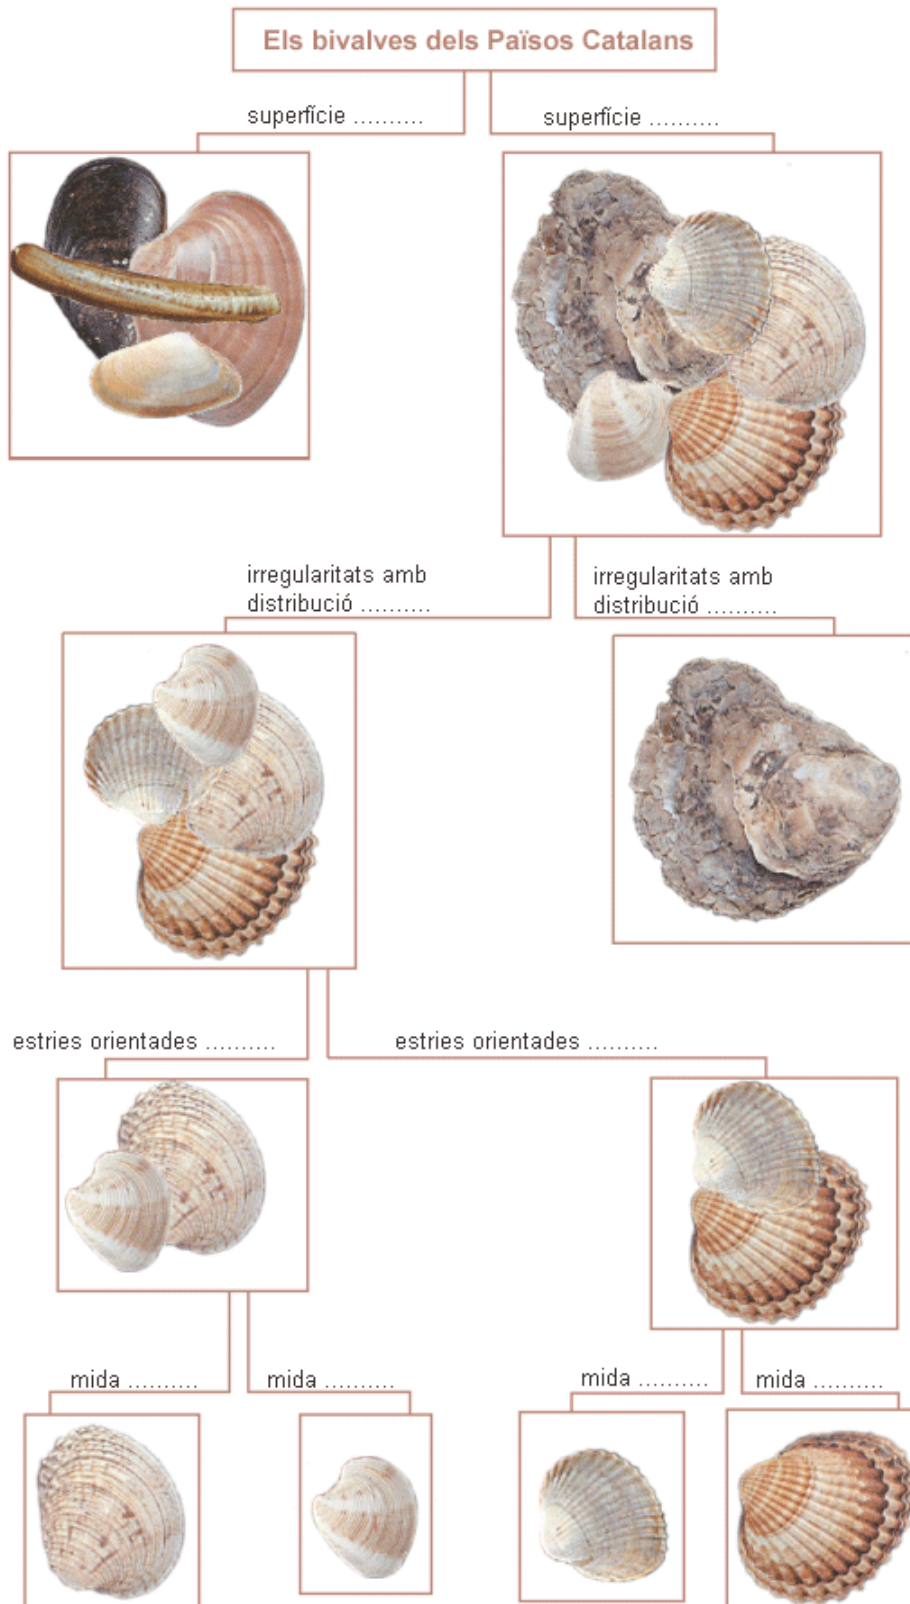 Els bivalves dels Països Catalans
superfície ..........
superfície ..........
irregularitats amb
distribució ..........
irregularitats amb
distribució ..........
estries orientades ..........
estries orientades ..........
mida ..........
mida ..........
mida ..........
mida ..........